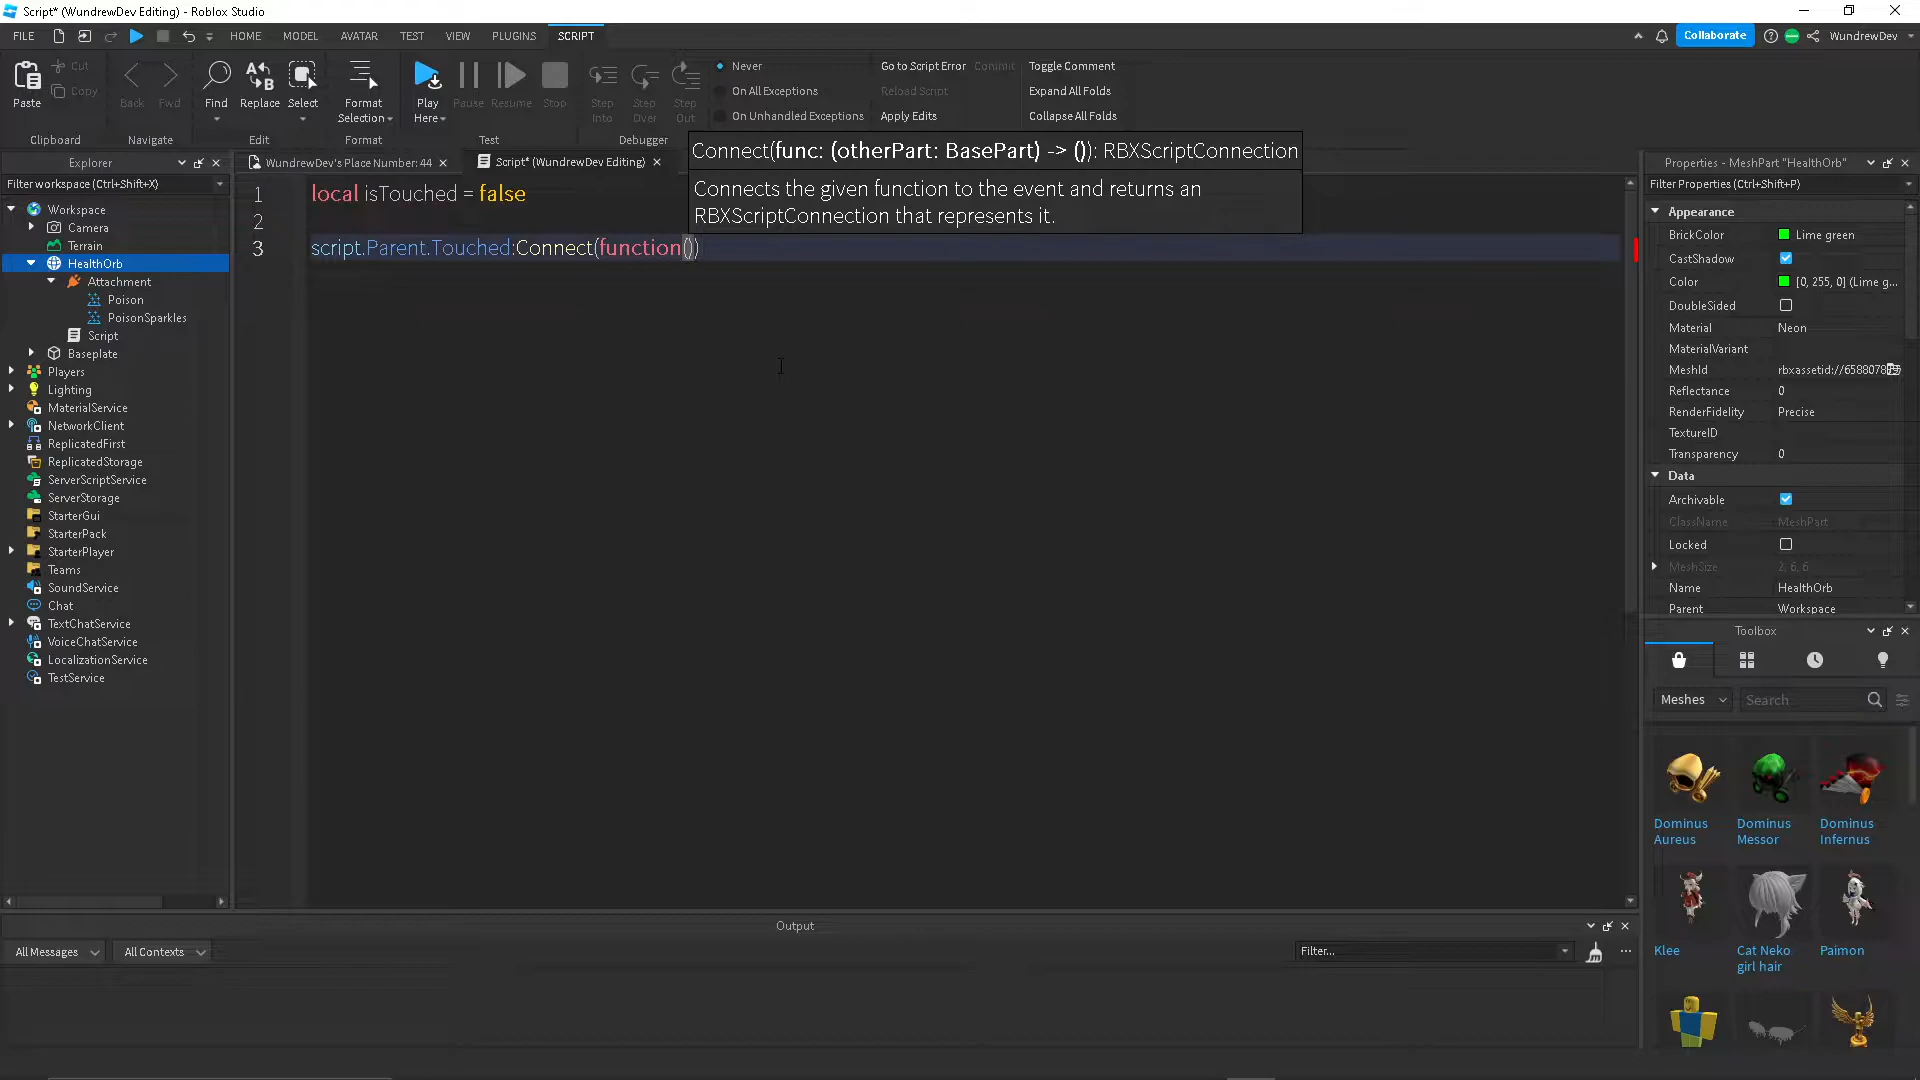 Script* (WundrewDev Editing) - Roblox Studio
FILE HOME MODEL AVATAR TEST VIEW PLUGINS SCRIPT Collaborate WundrewDev
Cut
Copy
Paste
Back Fwd
Find Replace Select
Format Selection
Play Here
Pause Resume Stop
Step Into
Step Over
Step Out
Never
On All Exceptions
On Unhandled Exceptions
Go to Script Error Commit
Reload Script
Apply Edits
Toggle Comment
Expand All Folds
Collapse All Folds
Clipboard Navigate Edit Format Test Debugger
Explorer
Filter workspace (Ctrl+Shift+X)
Workspace
Camera
Terrain
HealthOrb
Attachment
Poison
PoisonSparkles
Script
Baseplate
Players
Lighting
MaterialService
NetworkClient
ReplicatedFirst
ReplicatedStorage
ServerScriptService
ServerStorage
StarterGui
StarterPack
StarterPlayer
Teams
SoundService
Chat
TextChatService
VoiceChatService
LocalizationService
TestService
WundrewDev's Place Number: 44
Script* (WundrewDev Editing)
Connect(func: (otherPart: BasePart) -> ()): RBXScriptConnection
Connects the given function to the event and returns an
RBXScriptConnection that represents it.
1 local isTouched = false
2
3 script.Parent.Touched:Connect(function())
Output
All Messages All Contexts Filter...
Properties - MeshPart "HealthOrb"
Filter Properties (Ctrl+Shift+P)
Appearance
BrickColor Lime green
CastShadow
Color [0, 255, 0] (Lime g...
DoubleSided
Material Neon
MaterialVariant
MeshId rbxassetid://6588078
Reflectance 0
RenderFidelity Precise
TextureID
Transparency 0
Data
Archivable
ClassName MeshPart
Locked
MeshSize 2, 6, 6
Name HealthOrb
Parent Workspace
Toolbox
Meshes Search
Dominus Aureus
Dominus Messor
Dominus Infernus
Klee
Cat Neko girl hair
Paimon